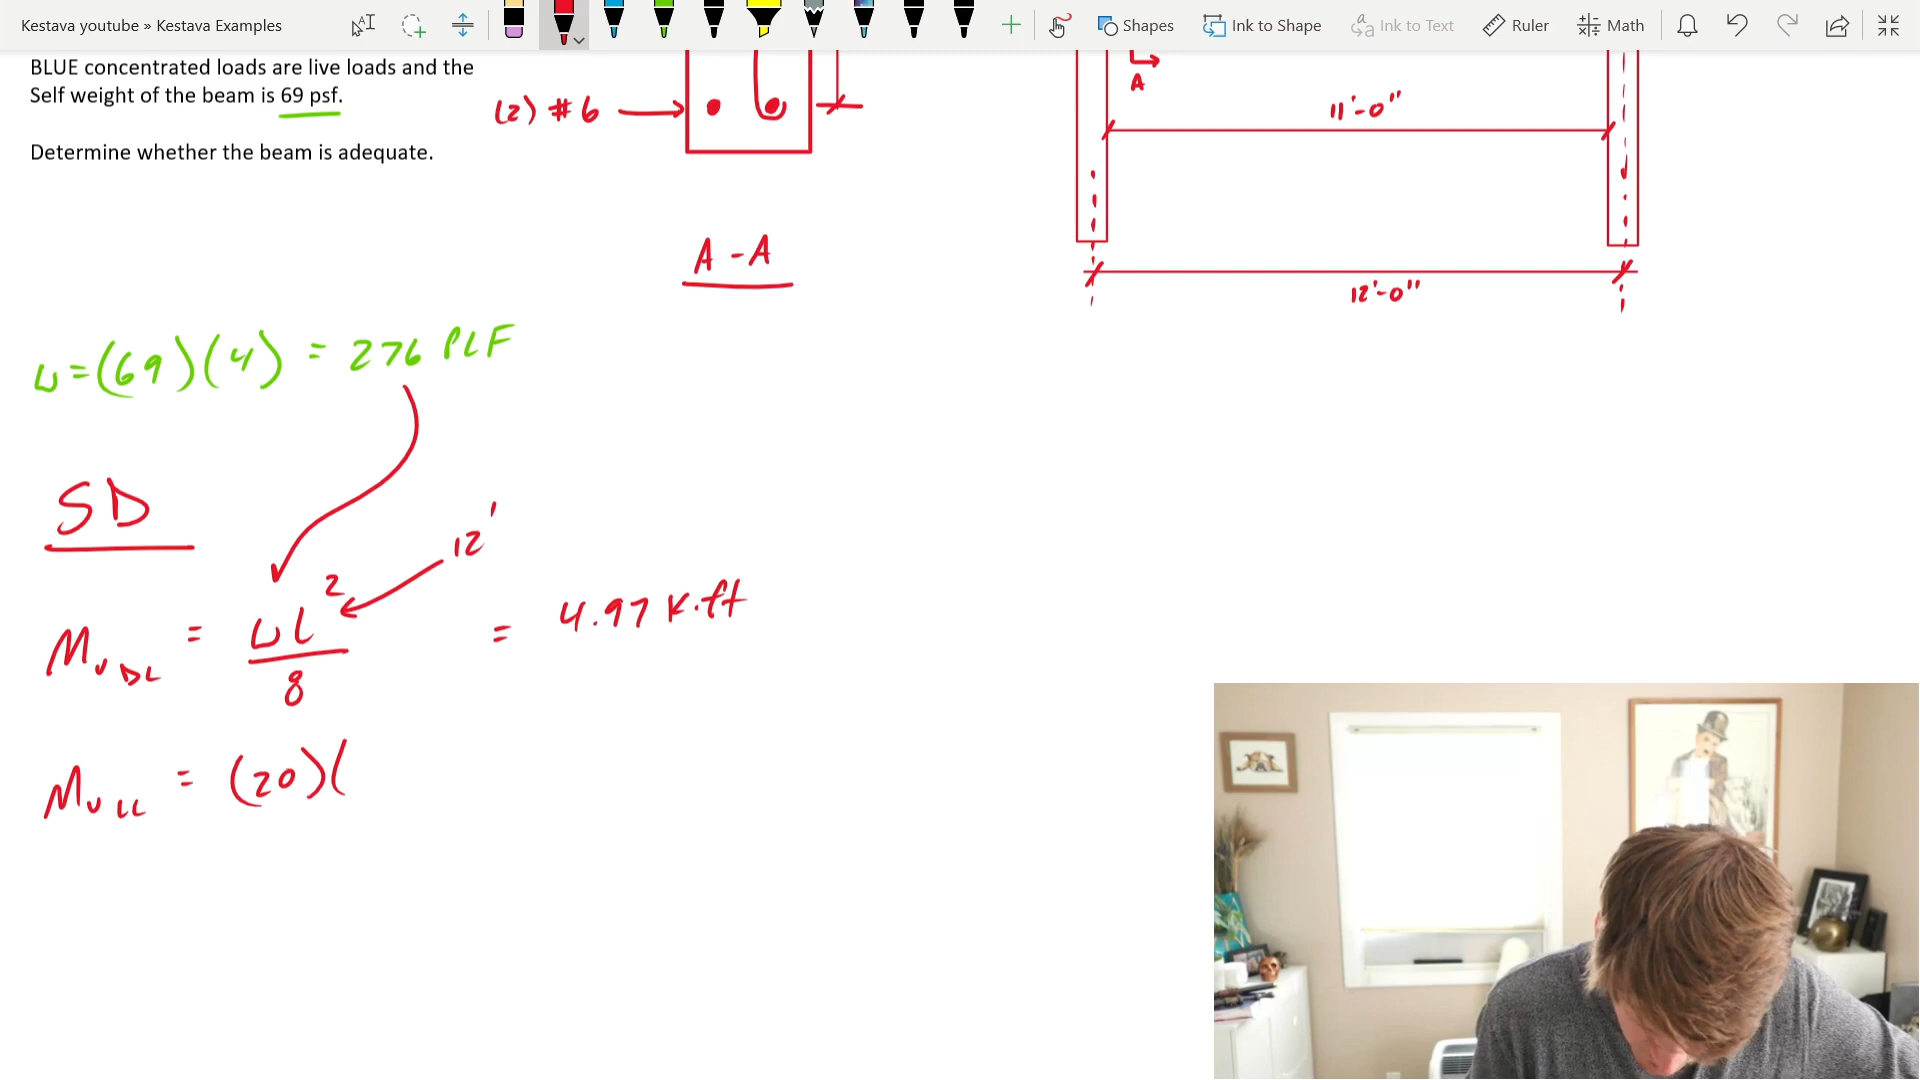 Kestava youtube » Kestava Examples
Shapes
Ink to Shape
Ink to Text
Ruler
Math
BLUE concentrated loads are live loads and the
Self weight of the beam is 69 psf.
Determine whether the beam is adequate.
(2) #6
A
11'-0"
A-A
12'-0"
W=(69)(4) = 276 PLF
SD
12'
Mu DL = wl²/8 = 4.97 K.ft
Mu LL = (20)(